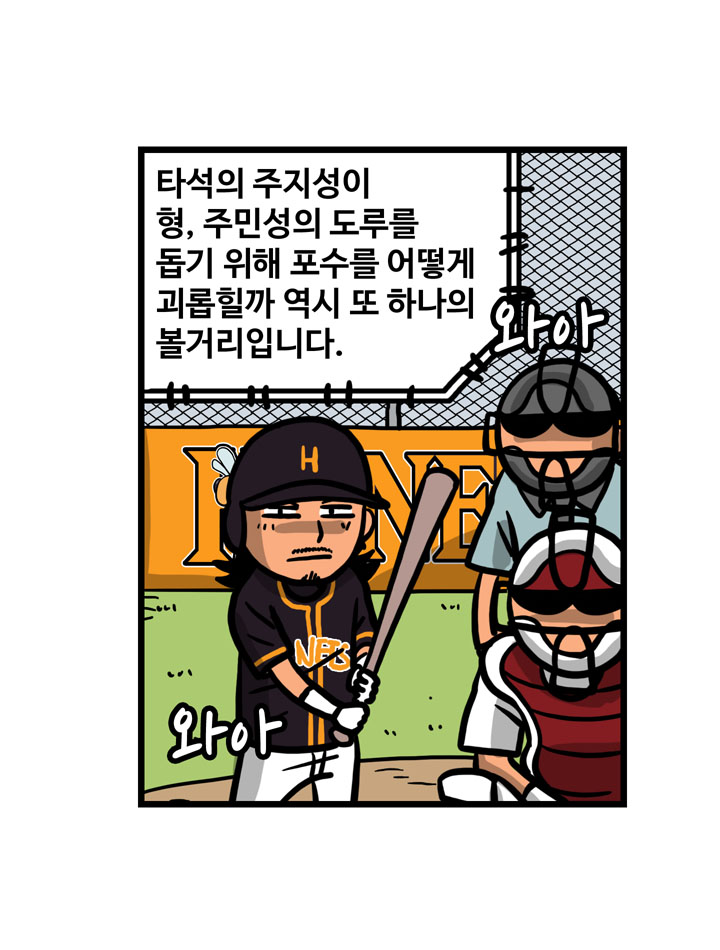 타석의 주지성이
형, 주민성의 도루를
돕기 위해 포수를 어떻게
괴롭힐까 역시 또 하나의
볼거리입니다.
와아
H
NETS
와아